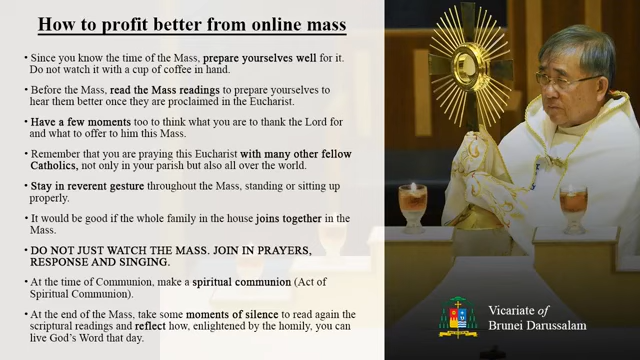 How to profit better from online mass
• Since you know the time of the Mass, prepare yourselves well for it.
Do not watch it with a cup of coffee in hand.
• Before the Mass, read the Mass readings to prepare yourselves to
hear them better once they are proclaimed in the Eucharist.
• Have a few moments too to think what you are to thank the Lord for
and what to offer to him this Mass.
• Remember that you are praying this Eucharist with many other fellow
Catholics, not only in your parish but also all over the world.
• Stay in reverent gesture throughout the Mass, standing or sitting up
properly.
• It would be good if the whole family in the house joins together in the
Mass.
• DO NOT JUST WATCH THE MASS. JOIN IN PRAYERS,
RESPONSE AND SINGING.
• At the time of Communion, make a spiritual communion (Act of
Spiritual Communion).
• At the end of the Mass, take some moments of silence to read again the
scriptural readings and reflect how, enlightened by the homily, you can
live God's Word that day.
Vicariate of
Brunei Darussalam